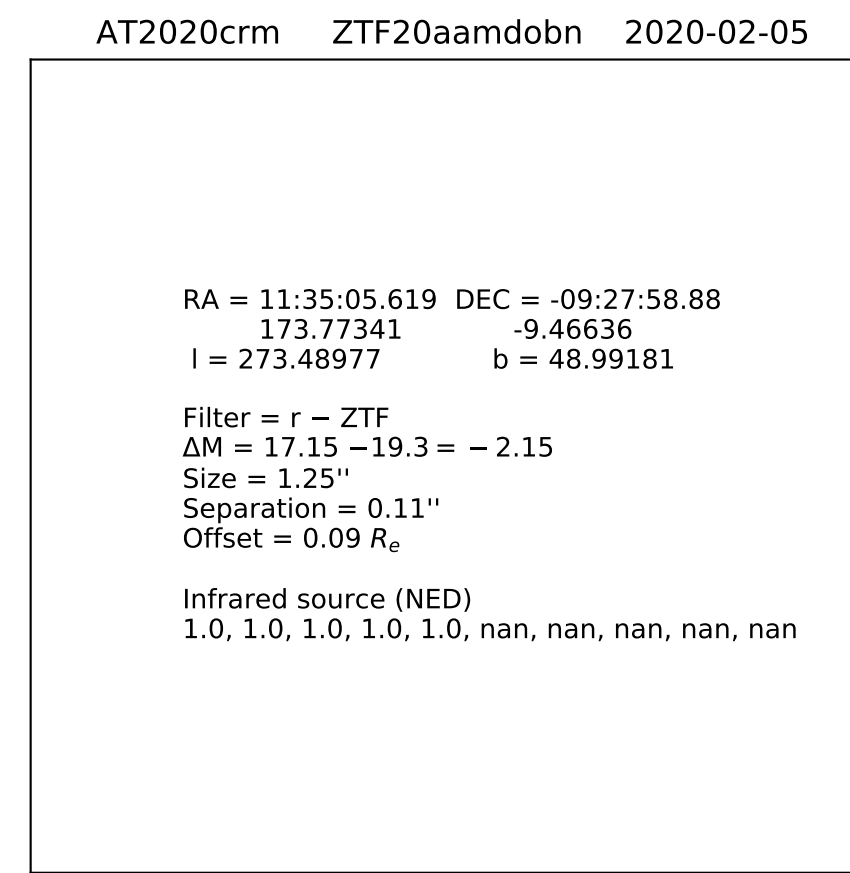 AT2020crm ZTF20aamdobn 2020-02-05
RA = 11:35:05.619 DEC = -09:27:58.88
173.77341 -9.46636
l = 273.48977 b = 48.99181
Filter = r − ZTF
ΔM = 17.15 −19.3 = − 2.15
Size = 1.25''
Separation = 0.11''
Offset = 0.09 Rₑ
Infrared source (NED)
1.0, 1.0, 1.0, 1.0, 1.0, nan, nan, nan, nan, nan